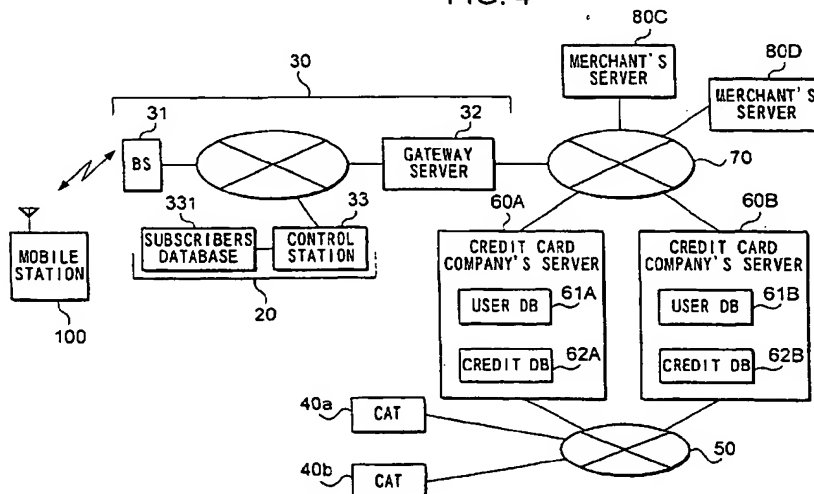 FIG. 4
80C
MERCHANT'S
SERVER
80D
MERCHANT'S
SERVER
30
31
BS
32
GATEWAY
SERVER
70
331
SUBSCRIBERS
DATABASE
33
CONTROL
STATION
20
MOBILE
STATION
100
60A
CREDIT CARD
COMPANY'S SERVER
USER DB
61A
CREDIT DB
62A
60B
CREDIT CARD
COMPANY'S SERVER
USER DB
61B
CREDIT DB
62B
40a
CAT
40b
CAT
50